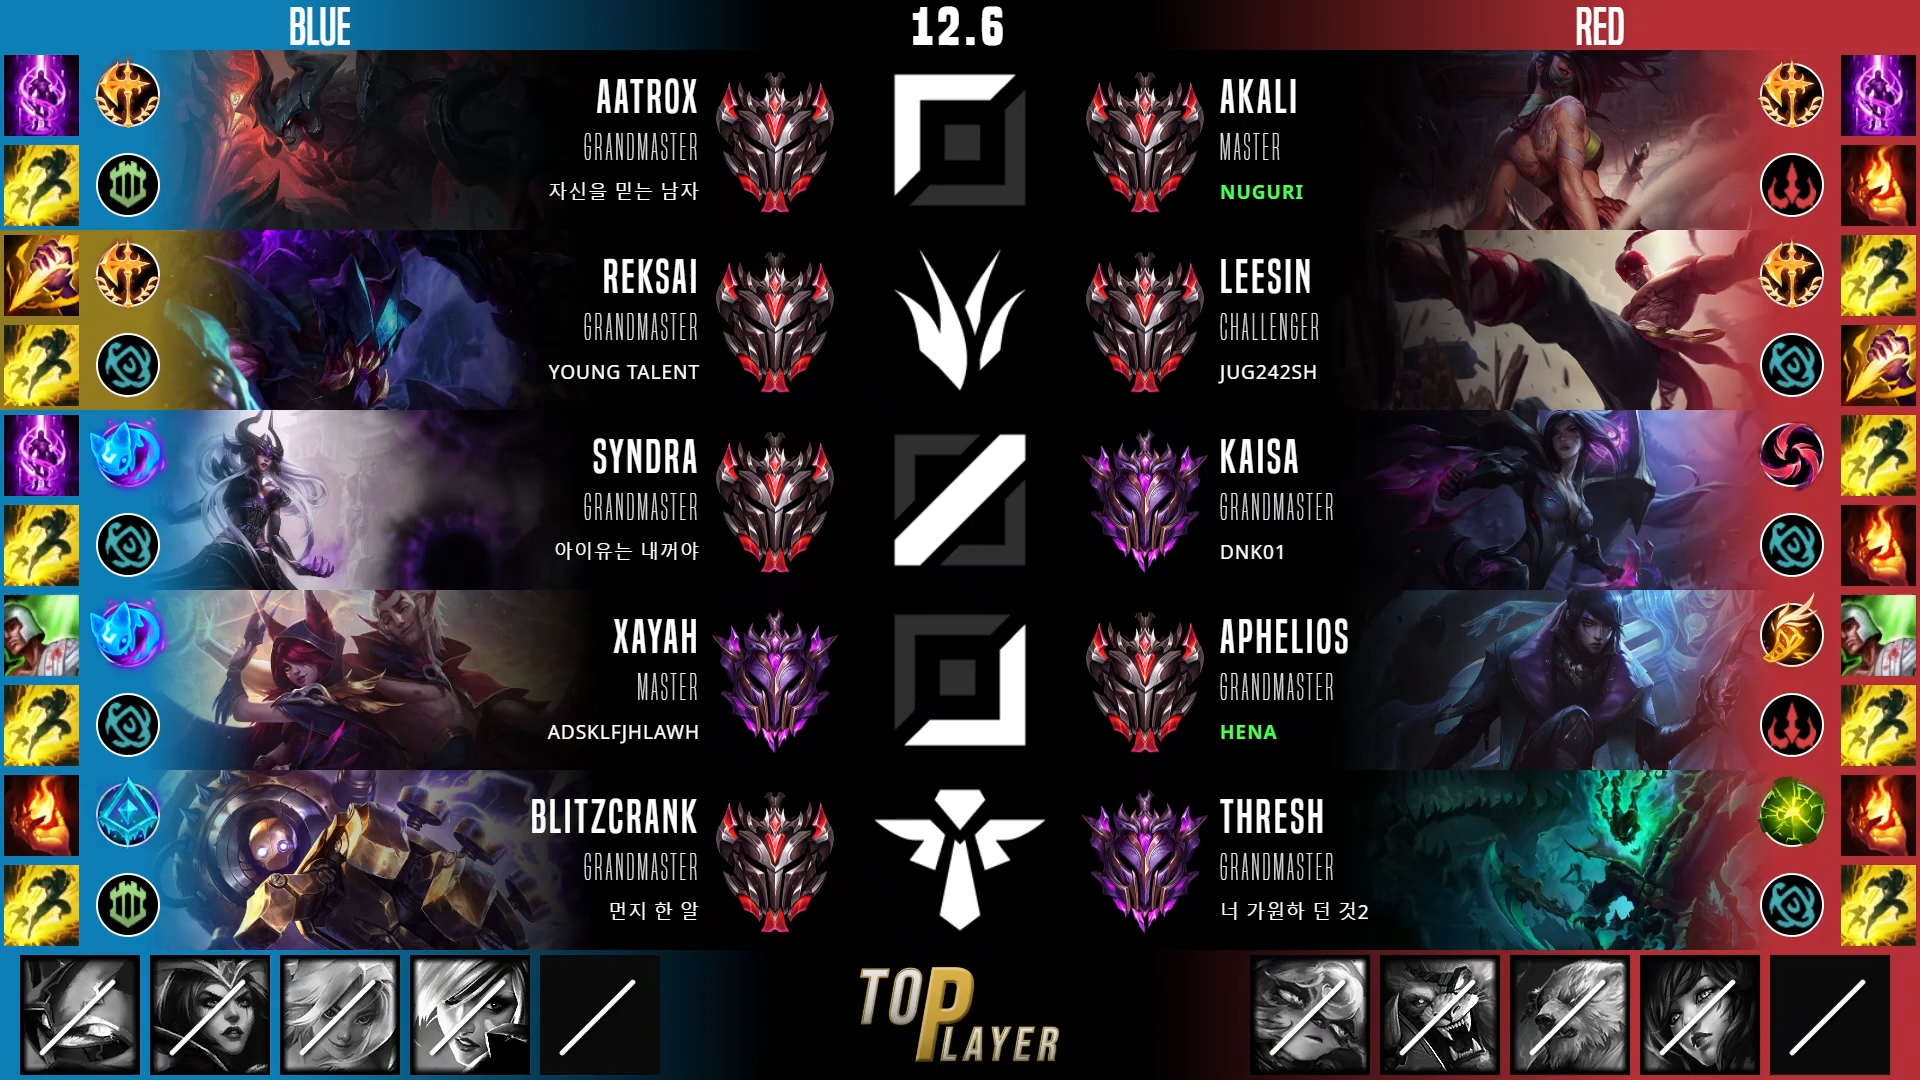 BLUE
12.6
RED
AATROX
GRANDMASTER
자신을 믿는 남자
AKALI
MASTER
NUGURI
REKSAI
GRANDMASTER
YOUNG TALENT
LEESIN
CHALLENGER
JUG242SH
SYNDRA
GRANDMASTER
아이유는 내꺼야
KAISA
GRANDMASTER
DNK01
XAYAH
MASTER
ADSKLFJHLAWH
APHELIOS
GRANDMASTER
HENA
BLITZCRANK
GRANDMASTER
먼지 한 알
THRESH
GRANDMASTER
너 가원하 던 것2
TOP
LAYER